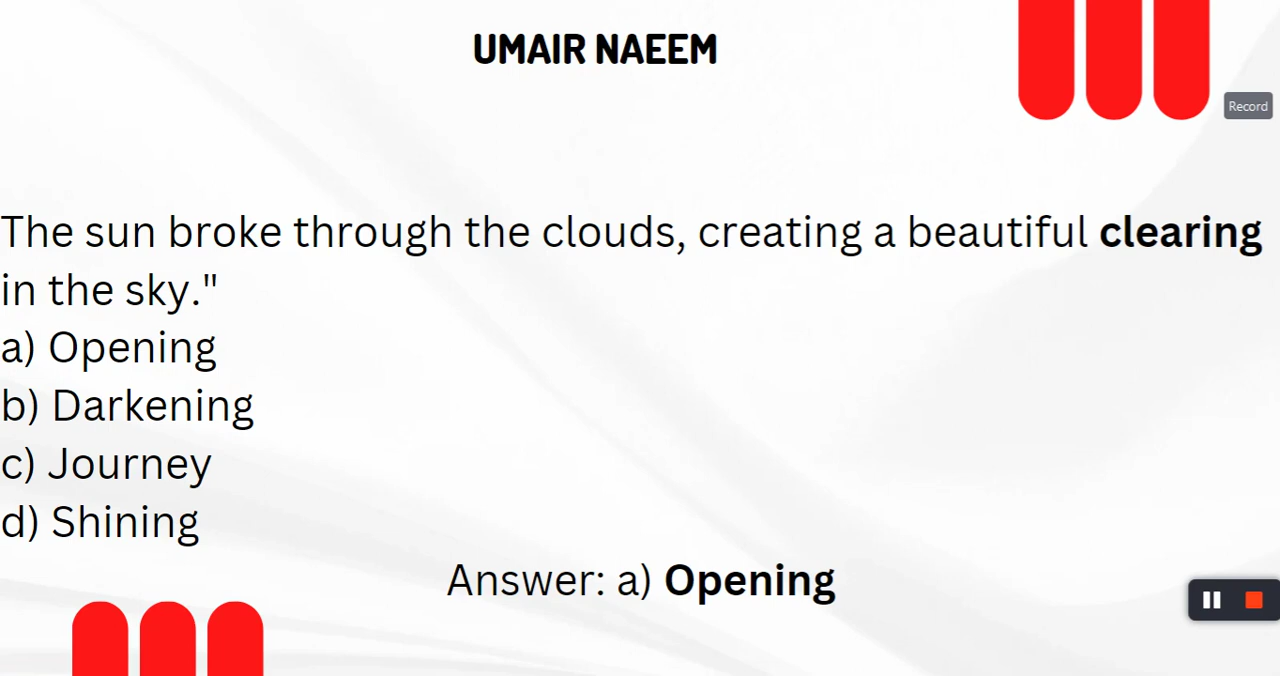 UMAIR NAEEM
Record
The sun broke through the clouds, creating a beautiful clearing
in the sky."
a) Opening
b) Darkening
c) Journey
d) Shining
Answer: a) Opening